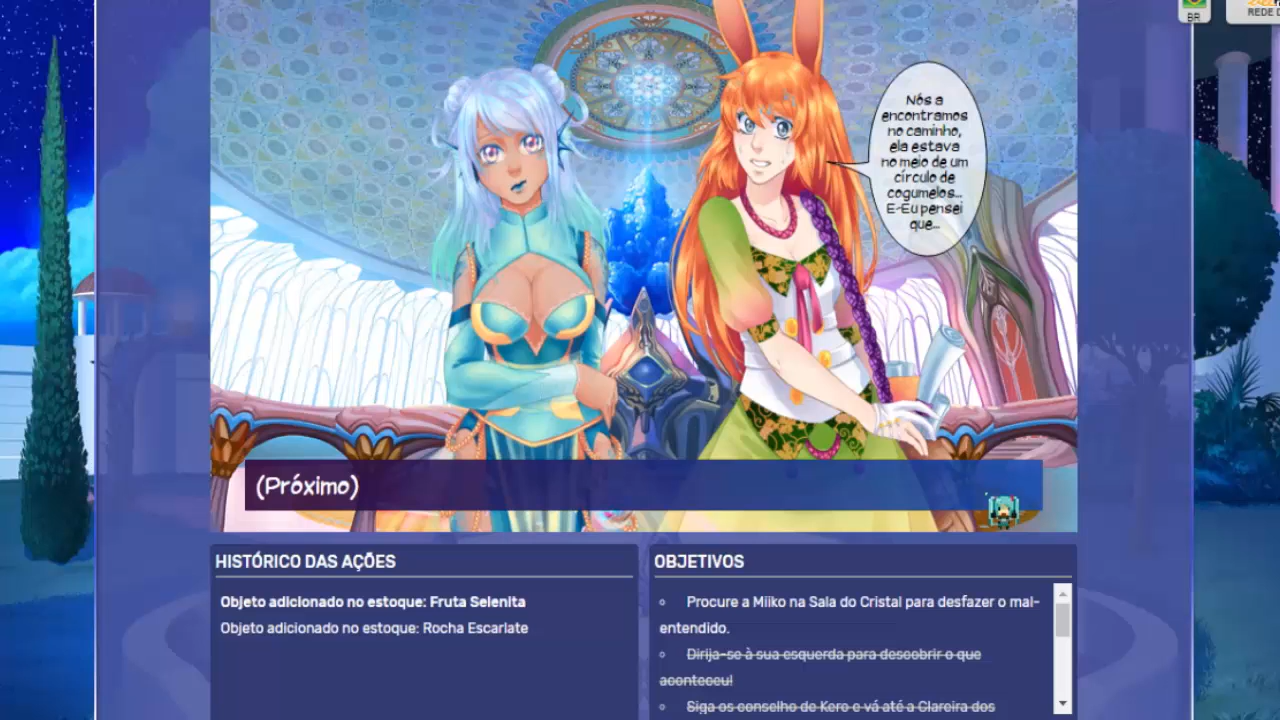 BR
REDE
Nós a
encontramos
no caminho,
ela estava
no meio de um
círculo de
cogumelos...
E-Eu pensei
que...
(Próximo)
HISTÓRICO DAS AÇÕES
Objeto adicionado no estoque: Fruta Selenita
Objeto adicionado no estoque: Rocha Escarlate
OBJETIVOS
Procure a Miiko na Sala do Cristal para desfazer o mal-
entendido.
Dirija-se à sua esquerda para descobrir o que
aconteceu!
Siga os conselho de Kero e vá até a Clareira dos